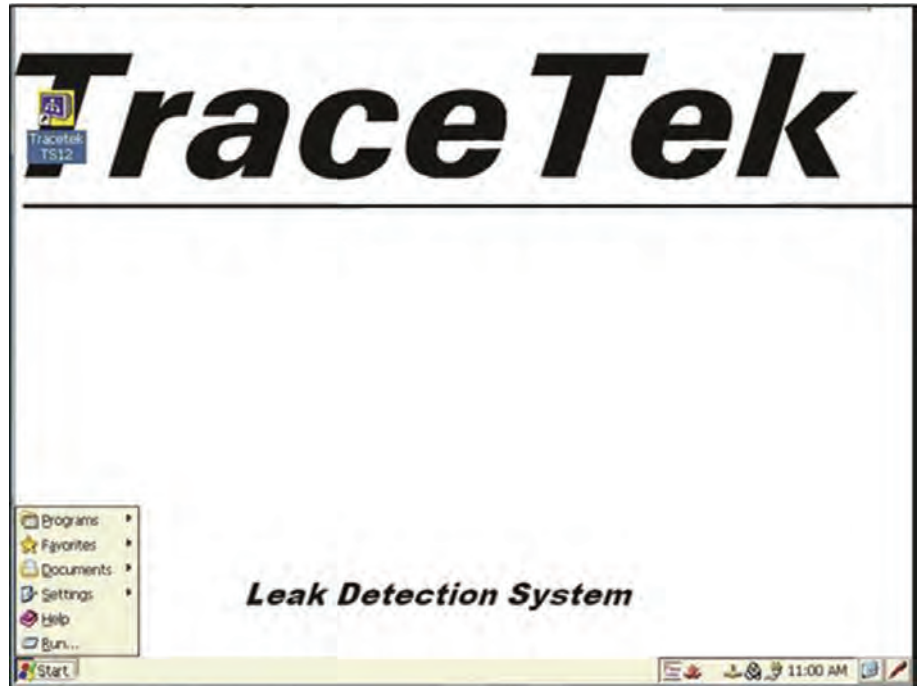 TraceTek
Tracetek
TS12
Programs
Favorites
Documents
Settings
Help
Run...
Leak Detection System
Start
11:00 AM